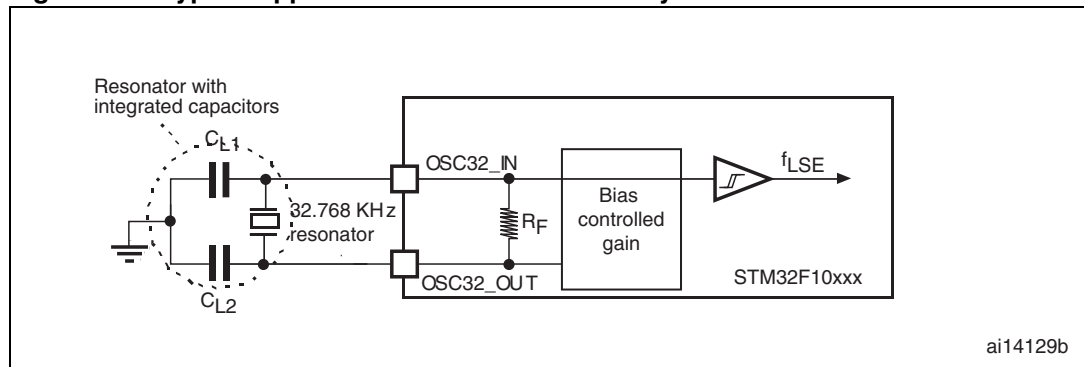 Resonator with
integrated capacitors
CL1
OSC32_IN
fLSE
32.768 KHz
resonator
RF
Bias
controlled
gain
OSC32_OUT
STM32F10xxx
CL2
ai14129b